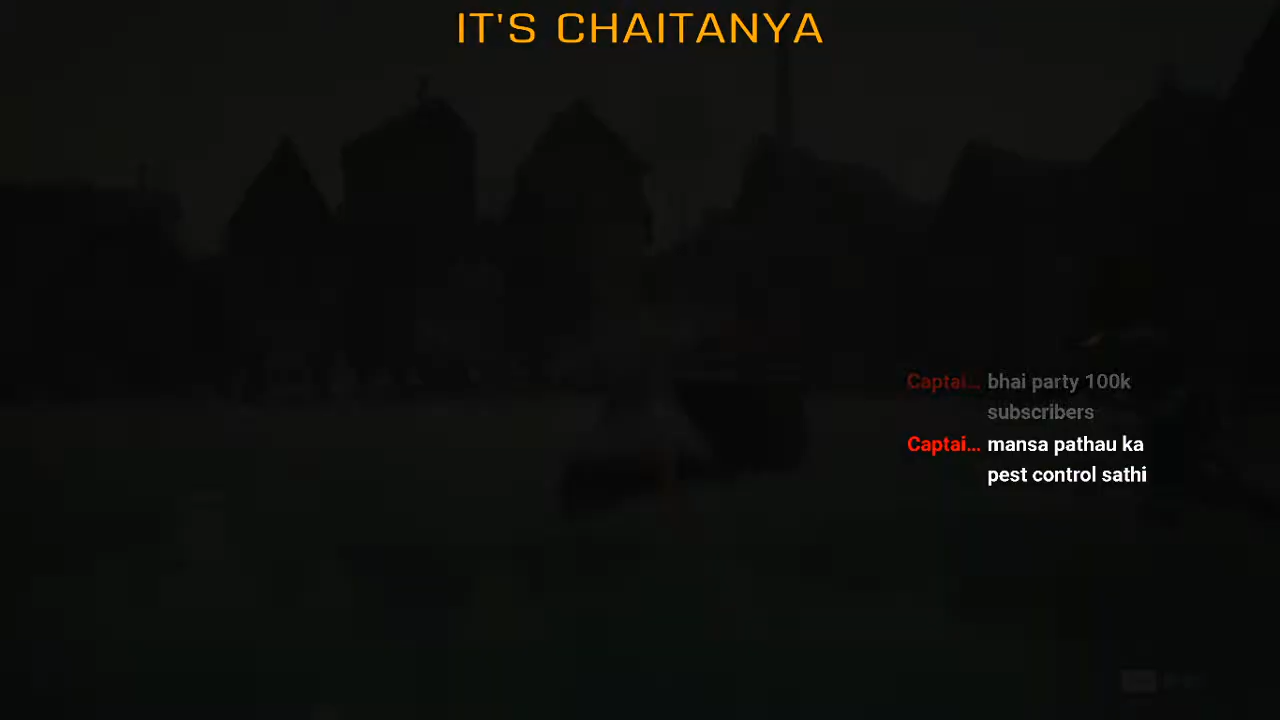 IT'S CHAITANYA
Captai... bhai party 100k
subscribers
Captai... mansa pathau ka
pest control sathi